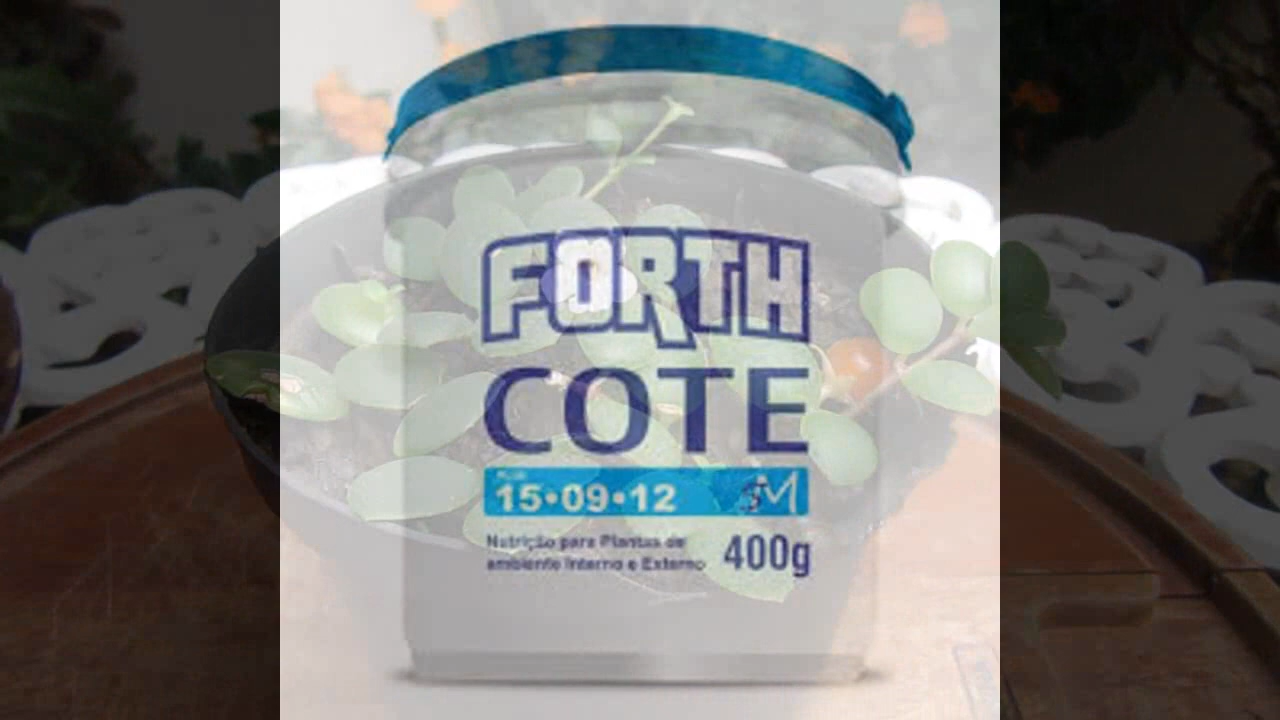 FORTH
COTE
15•09•12 M
Nutrição para Plantas de
ambiente Interno e Externo 400g